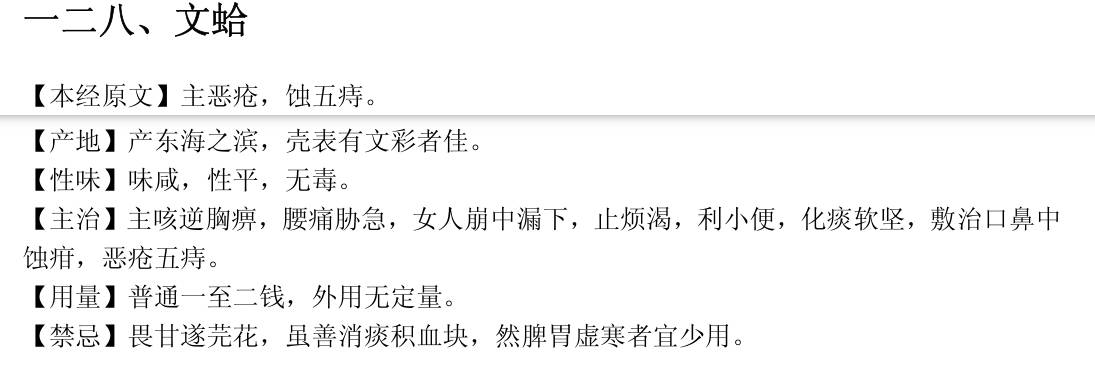 一二八、文蛤
【本经原文】主恶疮，蚀五痔。
【产地】产东海之滨，壳表有文彩者佳。
【性味】味咸，性平，无毒。
【主治】主咳逆胸痹，腰痛胁急，女人崩中漏下，止烦渴，利小便，化痰软坚，敷治口鼻中
蚀疳，恶疮五痔。
【用量】普通一至二钱，外用无定量。
【禁忌】畏甘遂芫花，虽善消痰积血块，然脾胃虚寒者宜少用。